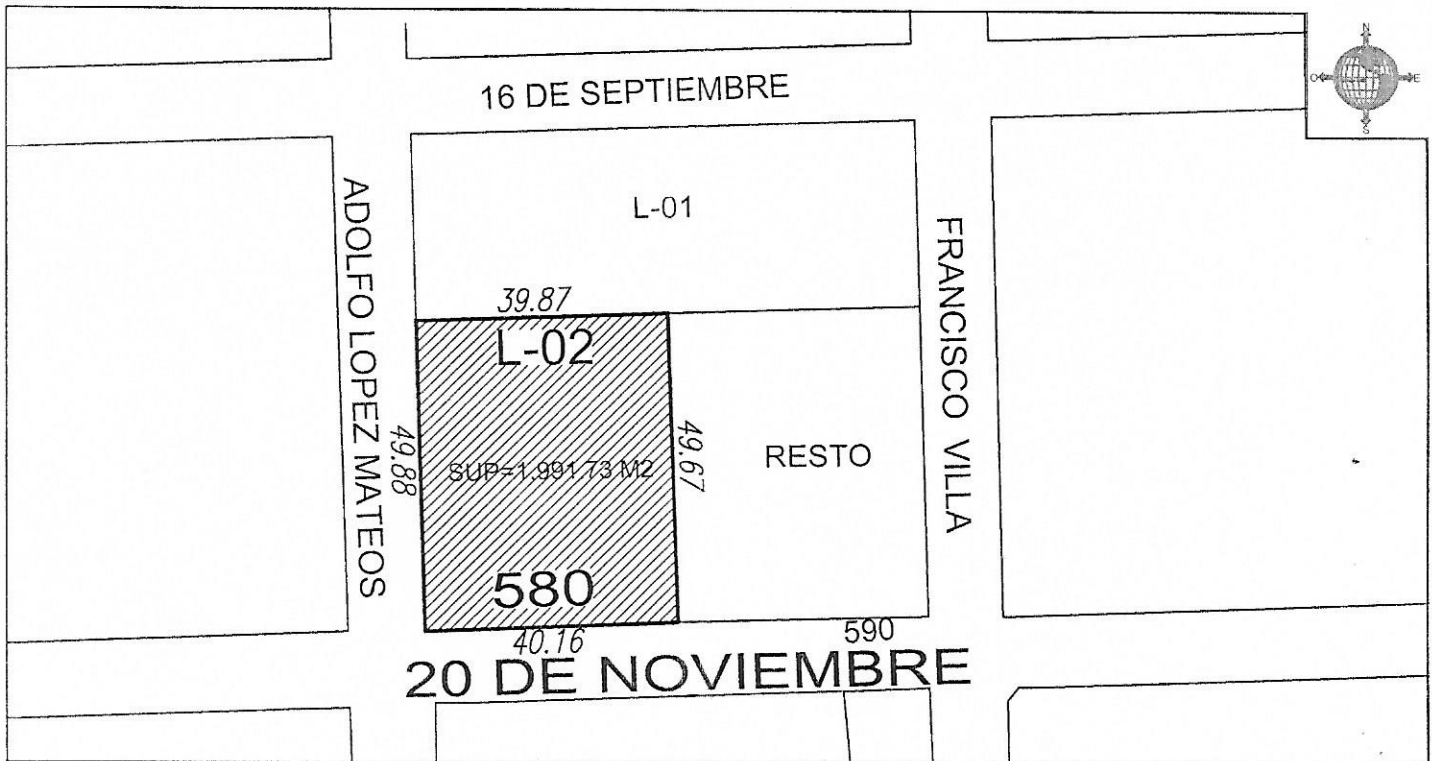 N
O E
S
16 DE SEPTIEMBRE
L-01
ADOLFO LOPEZ MATEOS
FRANCISCO VILLA
39.87
L-02
49.88
49.67
SUP=1,991.73 M2
RESTO
580
40.16
590
20 DE NOVIEMBRE